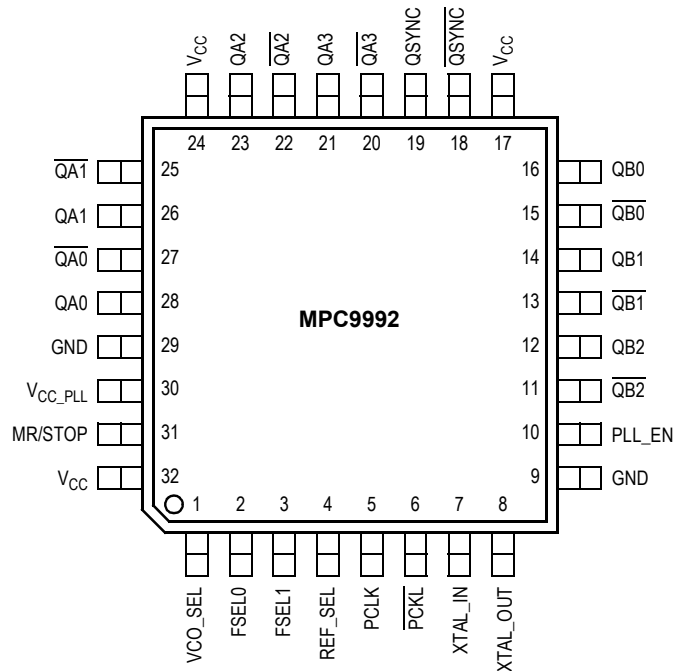 VCC QA2 QA2 QA3 QA3 QSYNC QSYNC VCC
24 23 22 21 20 19 18 17
QA1 25
QA1 26
QA0 27
QA0 28
GND 29
VCC_PLL 30
MR/STOP 31
VCC 32
MPC9992
16 QB0
15 QB0
14 QB1
13 QB1
12 QB2
11 QB2
10 PLL_EN
9 GND
1 2 3 4 5 6 7 8
VCO_SEL FSEL0 FSEL1 REF_SEL PCLK PCKL XTAL_IN XTAL_OUT